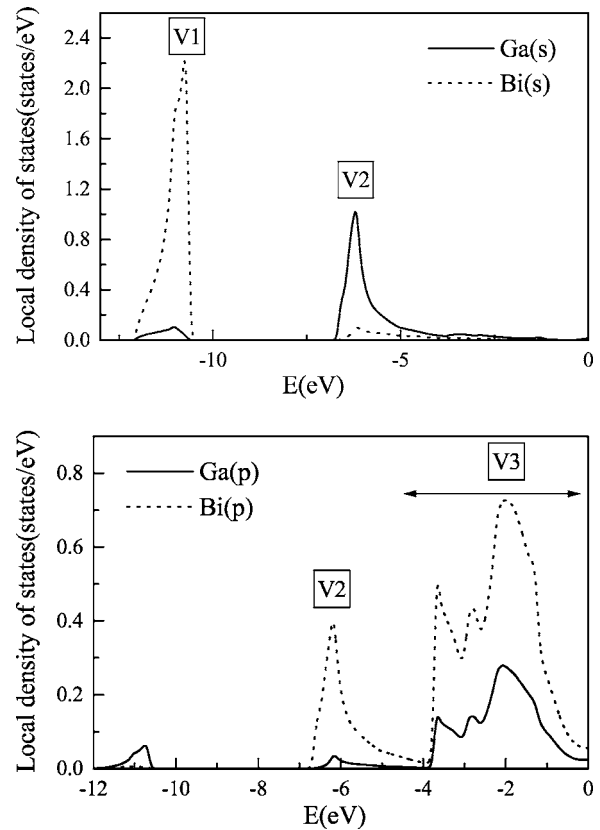 2.4
2.0
1.6
1.2
0.8
0.4
0.0
Local density of states(states/eV)
V1
V2
Ga(s)
Bi(s)
-10
-5
0
E(eV)
0.8
0.6
0.4
0.2
0.0
Local density of states(states/eV)
Ga(p)
Bi(p)
V2
V3
-12
-10
-8
-6
-4
-2
0
E(eV)